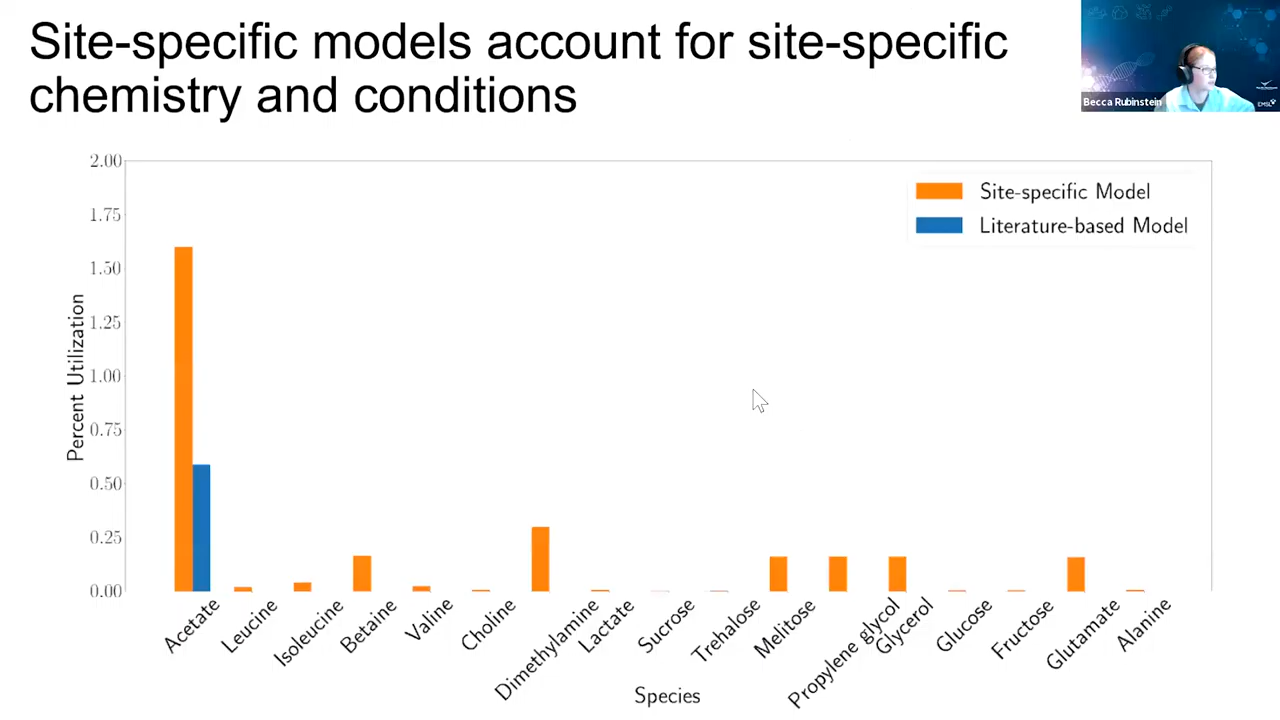 Site-specific models account for site-specific
chemistry and conditions
Becca Rubinstein
EMSL
2.00
1.75
1.50
1.25
1.00
0.75
0.50
0.25
0.00
Percent Utilization
Site-specific Model
Literature-based Model
Acetate
Leucine
Isoleucine
Betaine
Valine
Choline
Dimethylamine
Lactate
Sucrose
Trehalose
Melitose
Propylene glycol
Glycerol
Glucose
Fructose
Glutamate
Alanine
Species